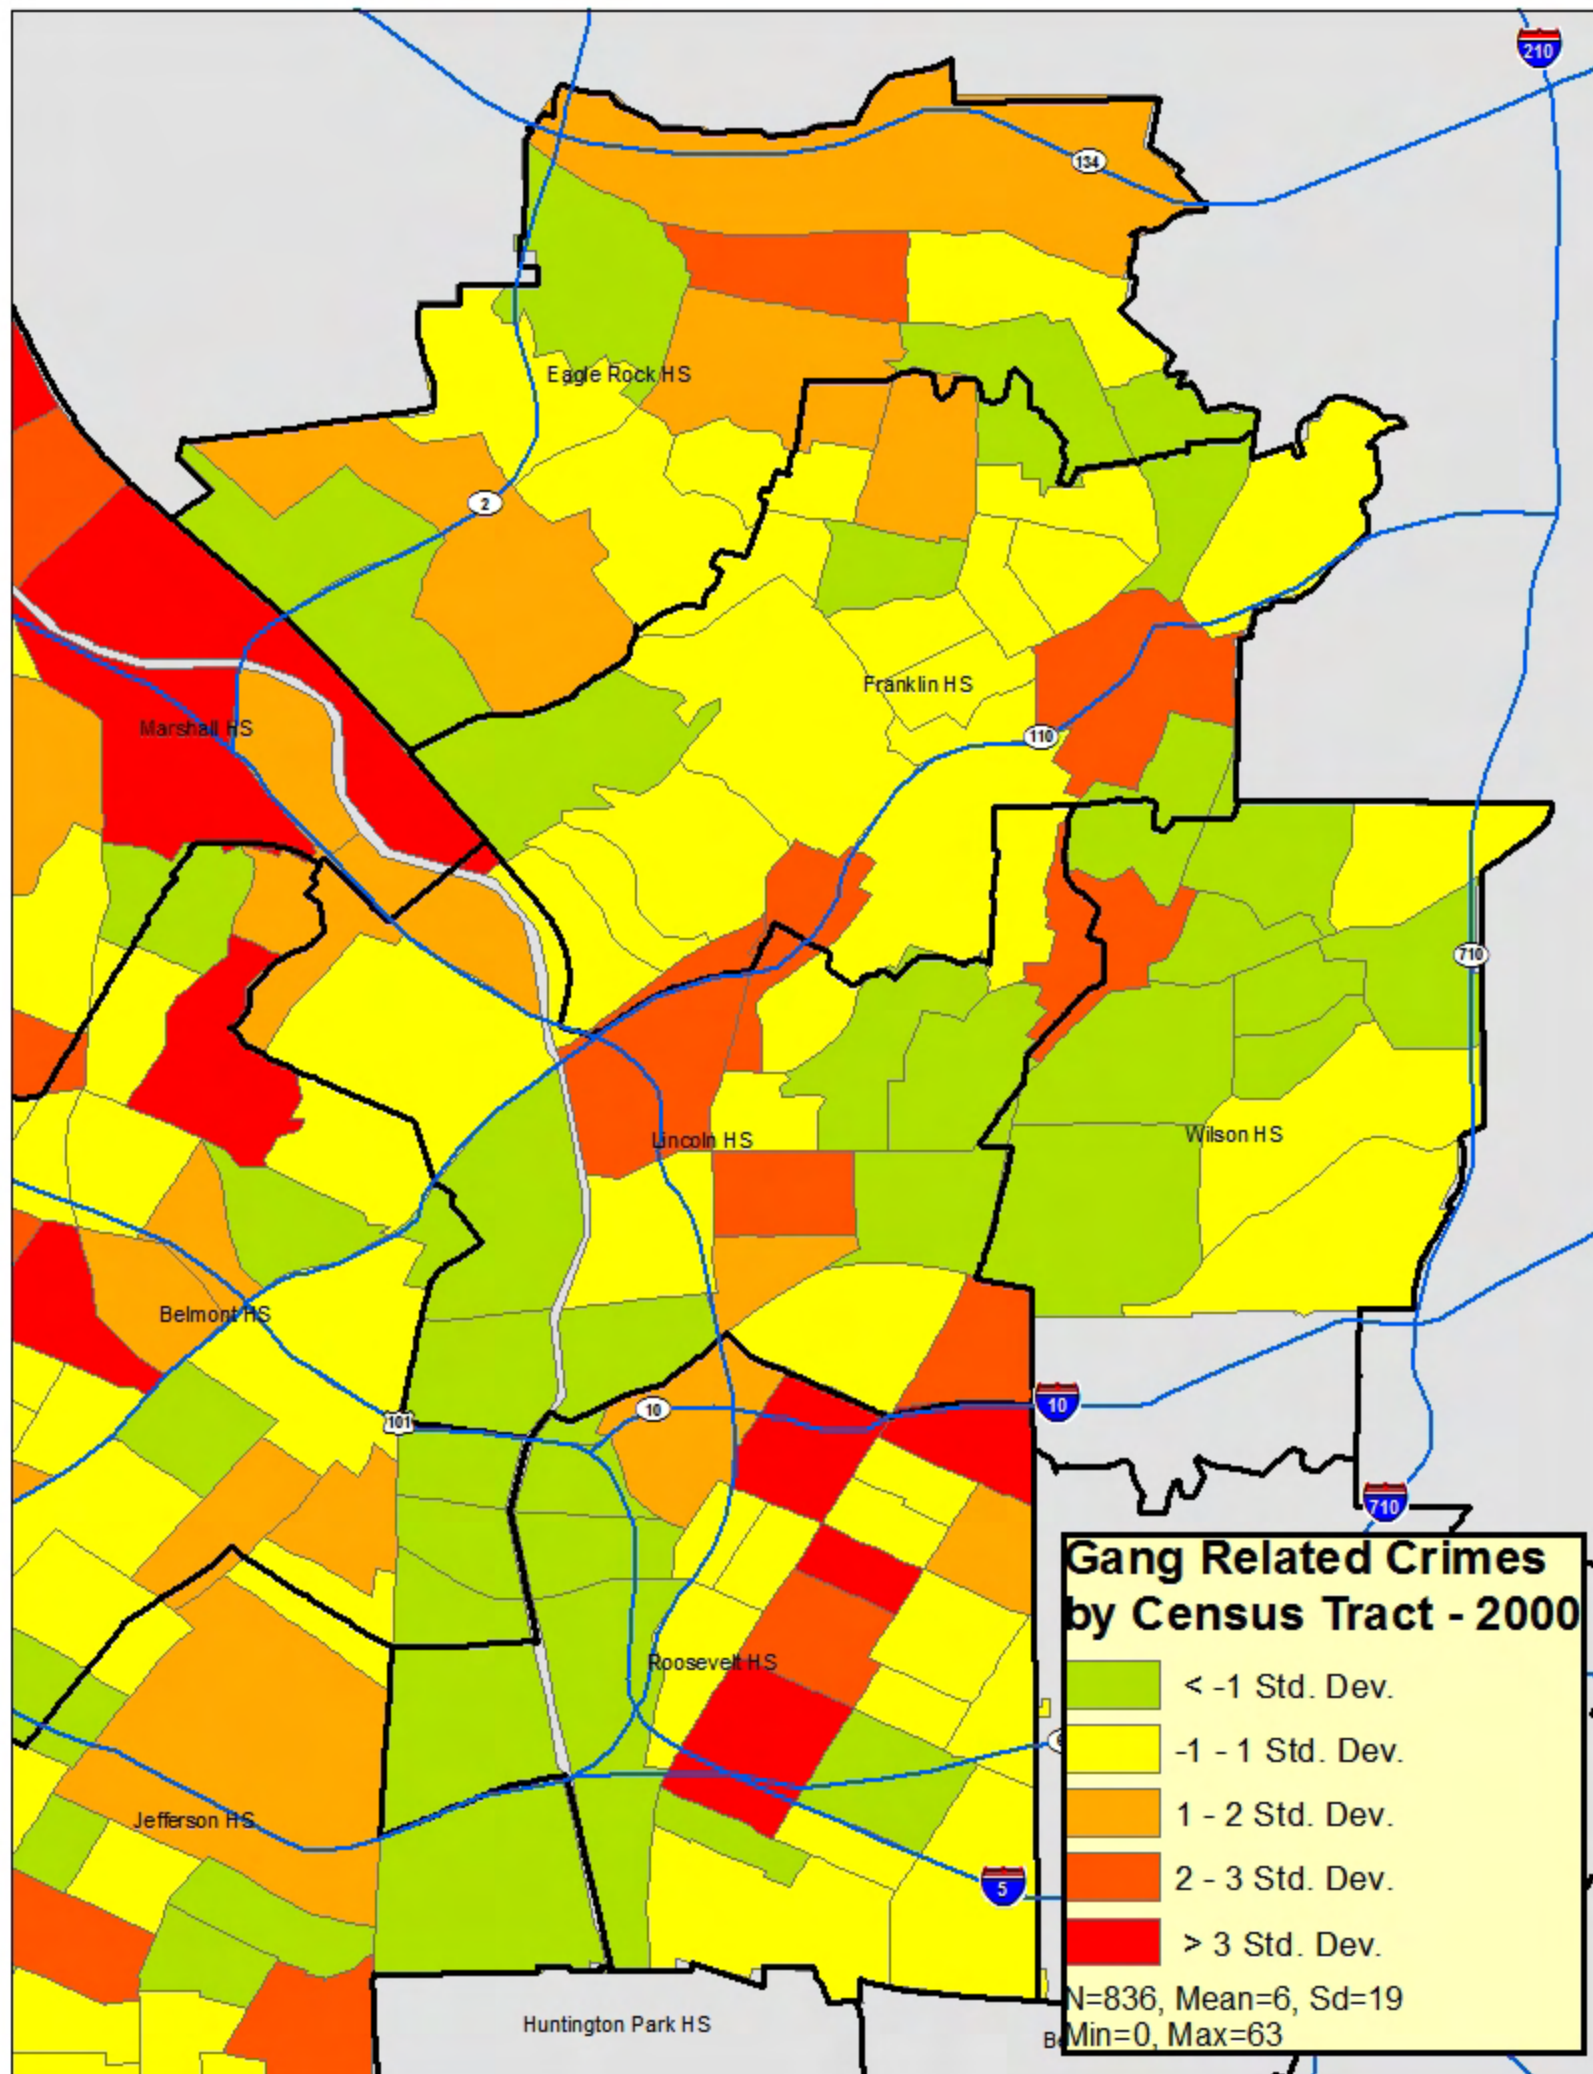 210
134
Eagle Rock HS
2
Franklin HS
Marshall HS
110
710
Lincoln HS
Wilson HS
Belmont HS
10
10
101
710
Gang Related Crimes
by Census Tract - 2000
Roosevelt HS
< -1 Std. Dev.
-1 - 1 Std. Dev.
1 - 2 Std. Dev.
Jefferson HS
2 - 3 Std. Dev.
5
> 3 Std. Dev.
N=836, Mean=6, Sd=19
Huntington Park HS
Min=0, Max=63